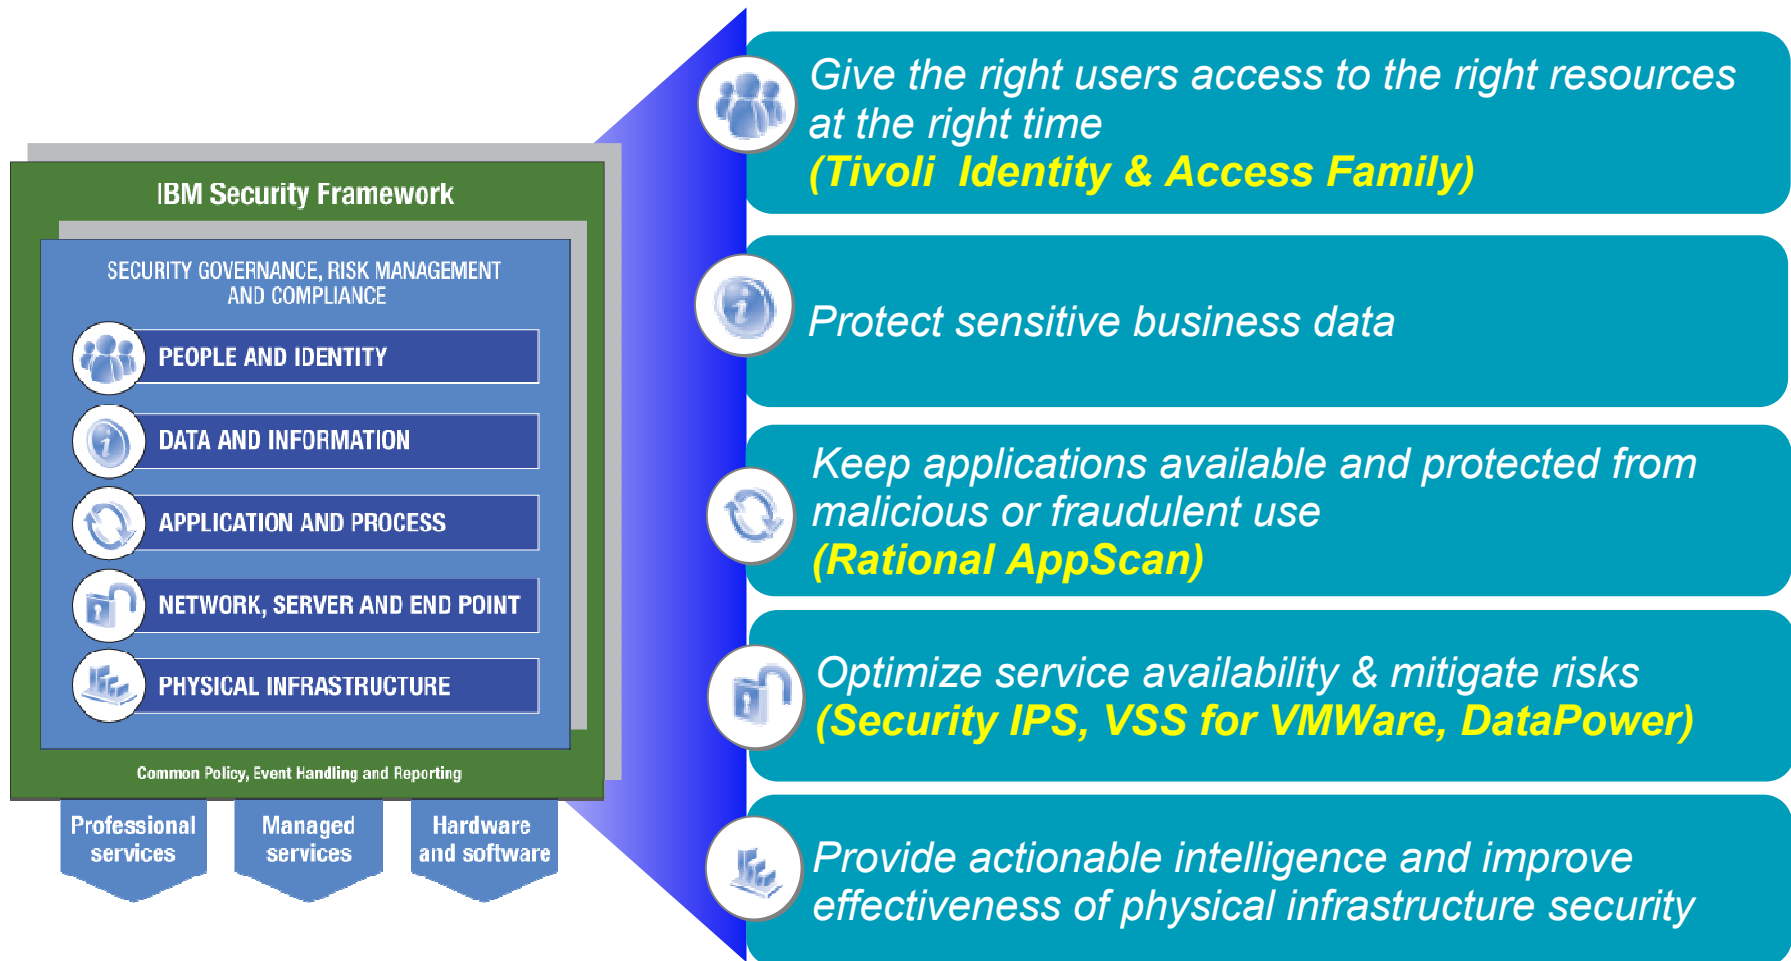 IBM Security Framework
SECURITY GOVERNANCE, RISK MANAGEMENT
AND COMPLIANCE
PEOPLE AND IDENTITY
DATA AND INFORMATION
APPLICATION AND PROCESS
NETWORK, SERVER AND END POINT
PHYSICAL INFRASTRUCTURE
Common Policy, Event Handling and Reporting
Professional
services
Managed
services
Hardware
and software
Give the right users access to the right resources
at the right time
(Tivoli  Identity & Access Family)
Protect sensitive business data
Keep applications available and protected from
malicious or fraudulent use
(Rational AppScan)
Optimize service availability & mitigate risks
(Security IPS, VSS for VMWare, DataPower)
Provide actionable intelligence and improve
effectiveness of physical infrastructure security